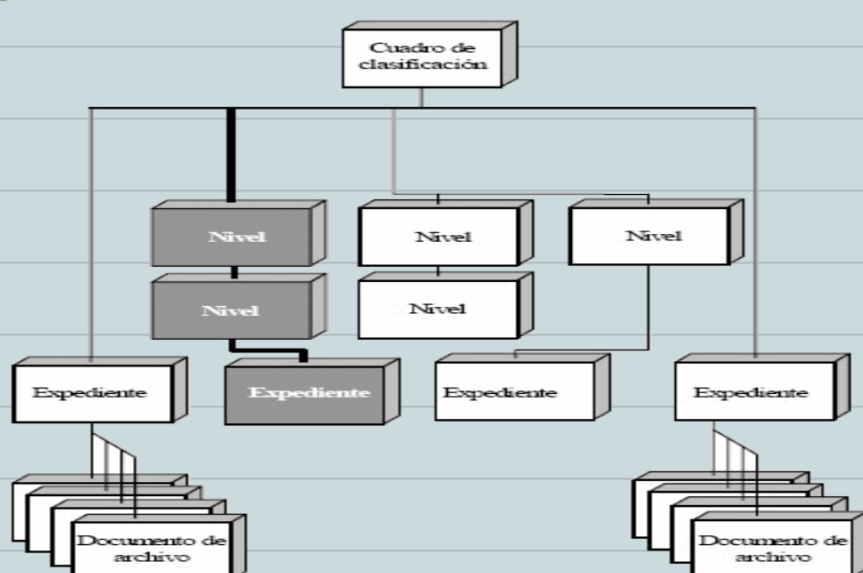 Cuadro de
clasificación
Nivel
Nivel
Nivel
Nivel
Nivel
Expediente
Expediente
Expediente
Expediente
Documento de
archivo
Documento de
archivo